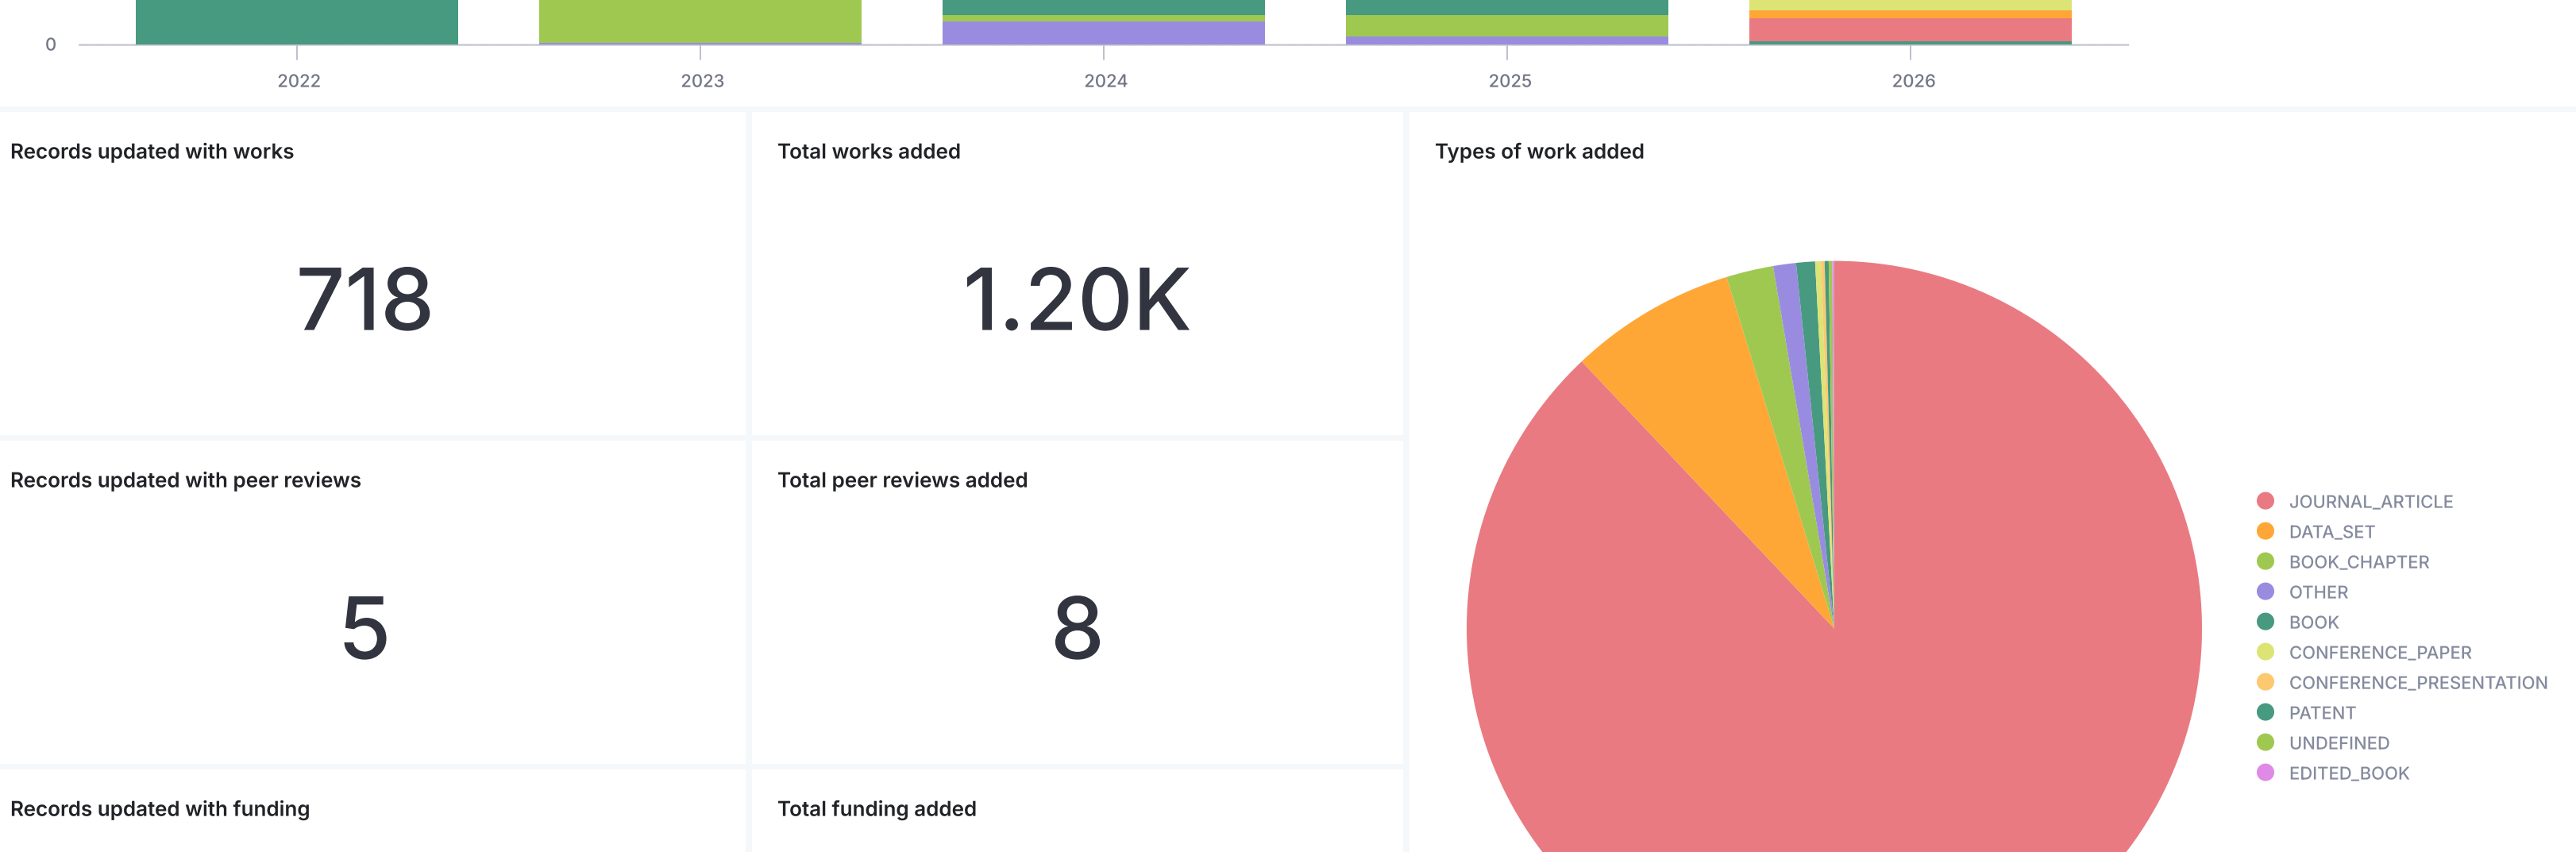 0
2022
2023
2024
2025
2026
Records updated with works
718
Total works added
1.20K
Types of work added
Records updated with peer reviews
5
Total peer reviews added
8
JOURNAL_ARTICLE
DATA_SET
BOOK_CHAPTER
OTHER
BOOK
CONFERENCE_PAPER
CONFERENCE_PRESENTATION
PATENT
UNDEFINED
EDITED_BOOK
Records updated with funding
Total funding added